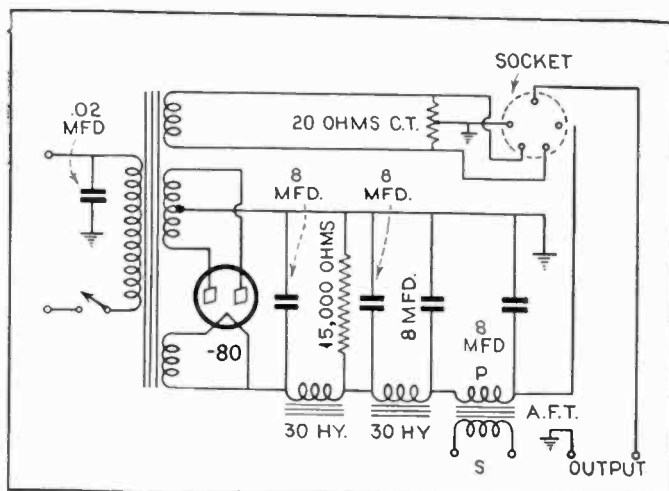 SOCKET
.02
MFD
20 OHMS C.T.
8
MFD.
8
MFD.
15,000 OHMS
8 MFD.
8
MFD
-80
P
A.F.T.
30 HY.
30 HY
S
OUTPUT